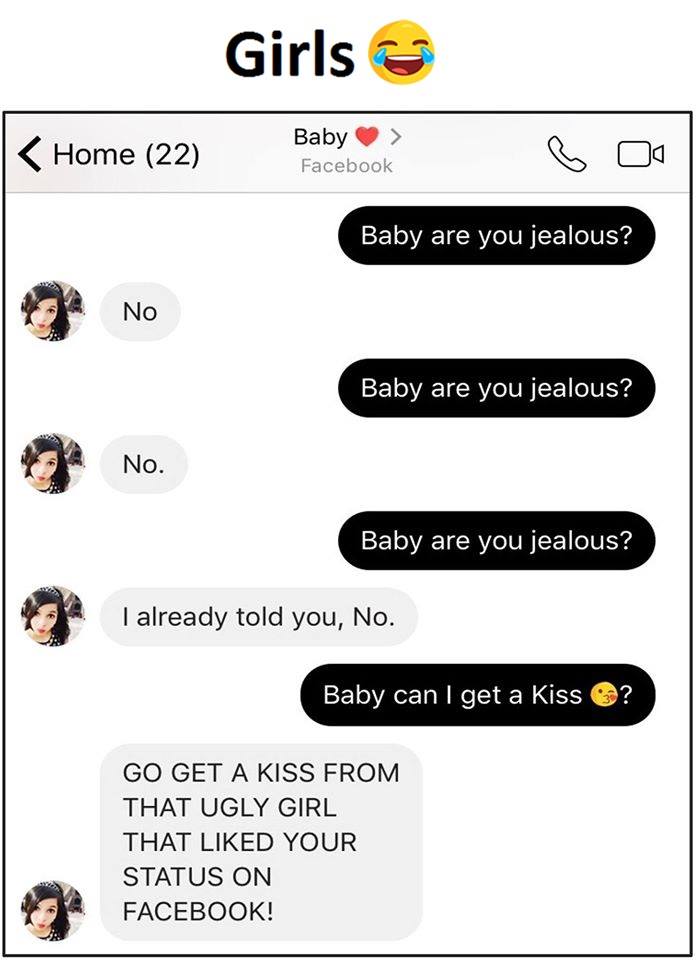 Girls 😂
Home (22)
Baby ❤️ >
Facebook
Baby are you jealous?
No
Baby are you jealous?
No.
Baby are you jealous?
I already told you, No.
Baby can I get a Kiss 😘?
GO GET A KISS FROM
THAT UGLY GIRL
THAT LIKED YOUR
STATUS ON
FACEBOOK!